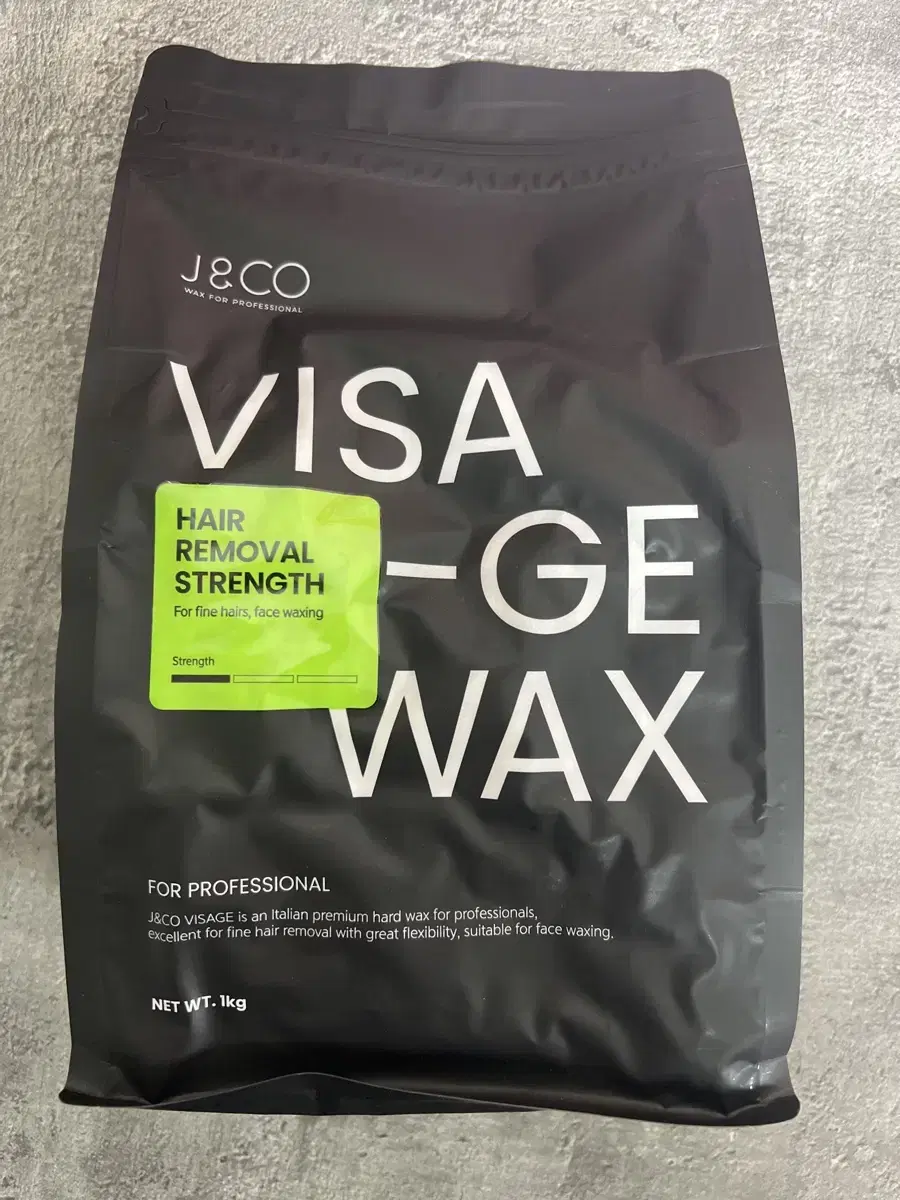 J&CO
WAX FOR PROFESSIONAL
VISA
-GE
WAX
HAIR
REMOVAL
STRENGTH
For fine hairs, face waxing
Strength
FOR PROFESSIONAL
J&CO VISAGE is an Italian premium hard wax for professionals,
excellent for fine hair removal with great flexibility, suitable for face waxing.
NET WT. 1kg